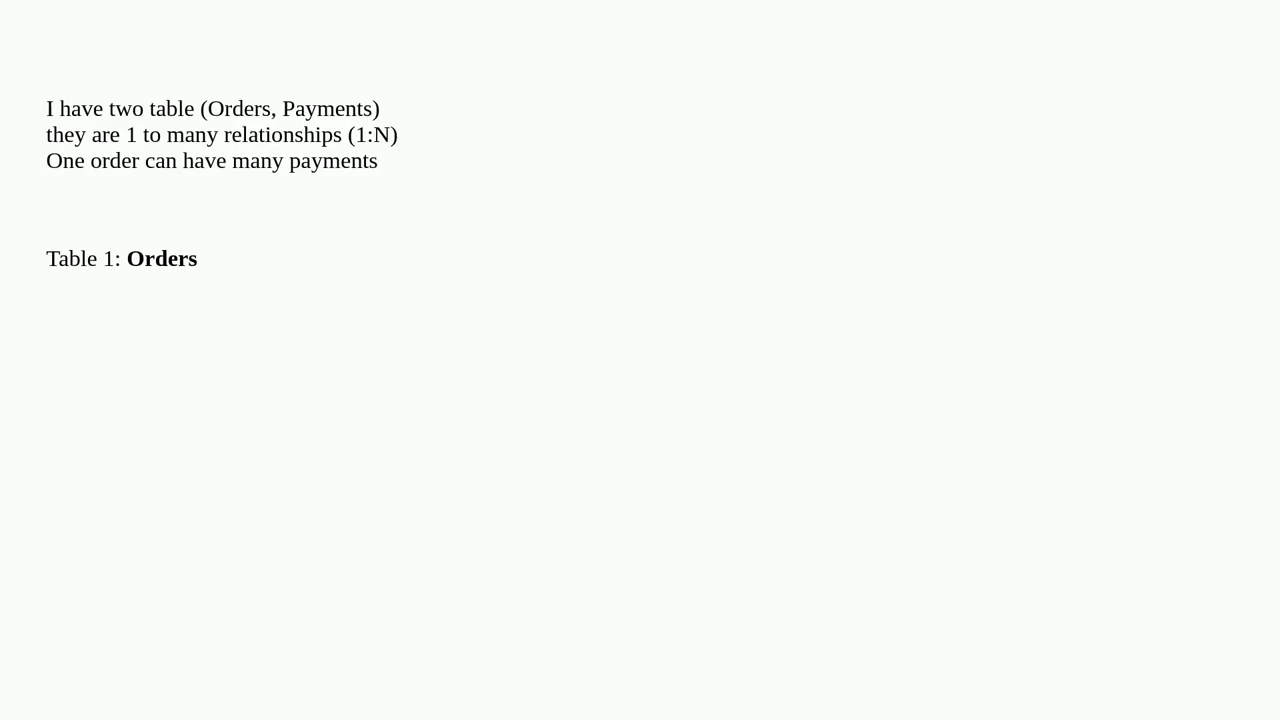 I have two table (Orders, Payments)
they are 1 to many relationships (1:N)
One order can have many payments
Table 1: Orders